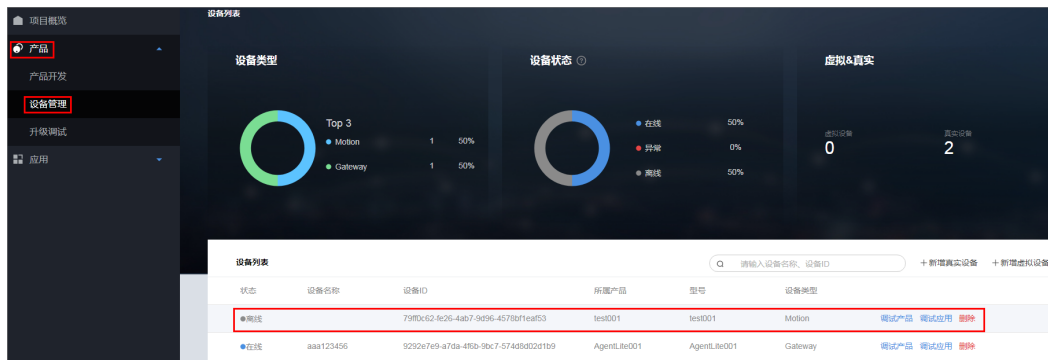 项目概览
产品
产品开发
设备管理
升级调试
应用
设备列表
设备类型
Top 3
Motion 1 50%
Gateway 1 50%
设备状态
在线 50%
异常 0%
离线 50%
虚拟&真实
虚拟设备 真实设备
0 2
设备列表 请输入设备名称、设备ID +新增真实设备 +新增虚拟设备
状态 设备名称 设备ID 所属产品 型号 设备类型
离线 79ff0c62-fe26-4ab7-9d96-4578bf1eaf53 test001 test001 Motion 调试产品 调试应用 删除
在线 aaa123456 9292e7e9-a7da-4f6b-9bc7-574d8d02d1b9 AgentLite001 AgentLite001 Gateway 调试产品 调试应用 删除